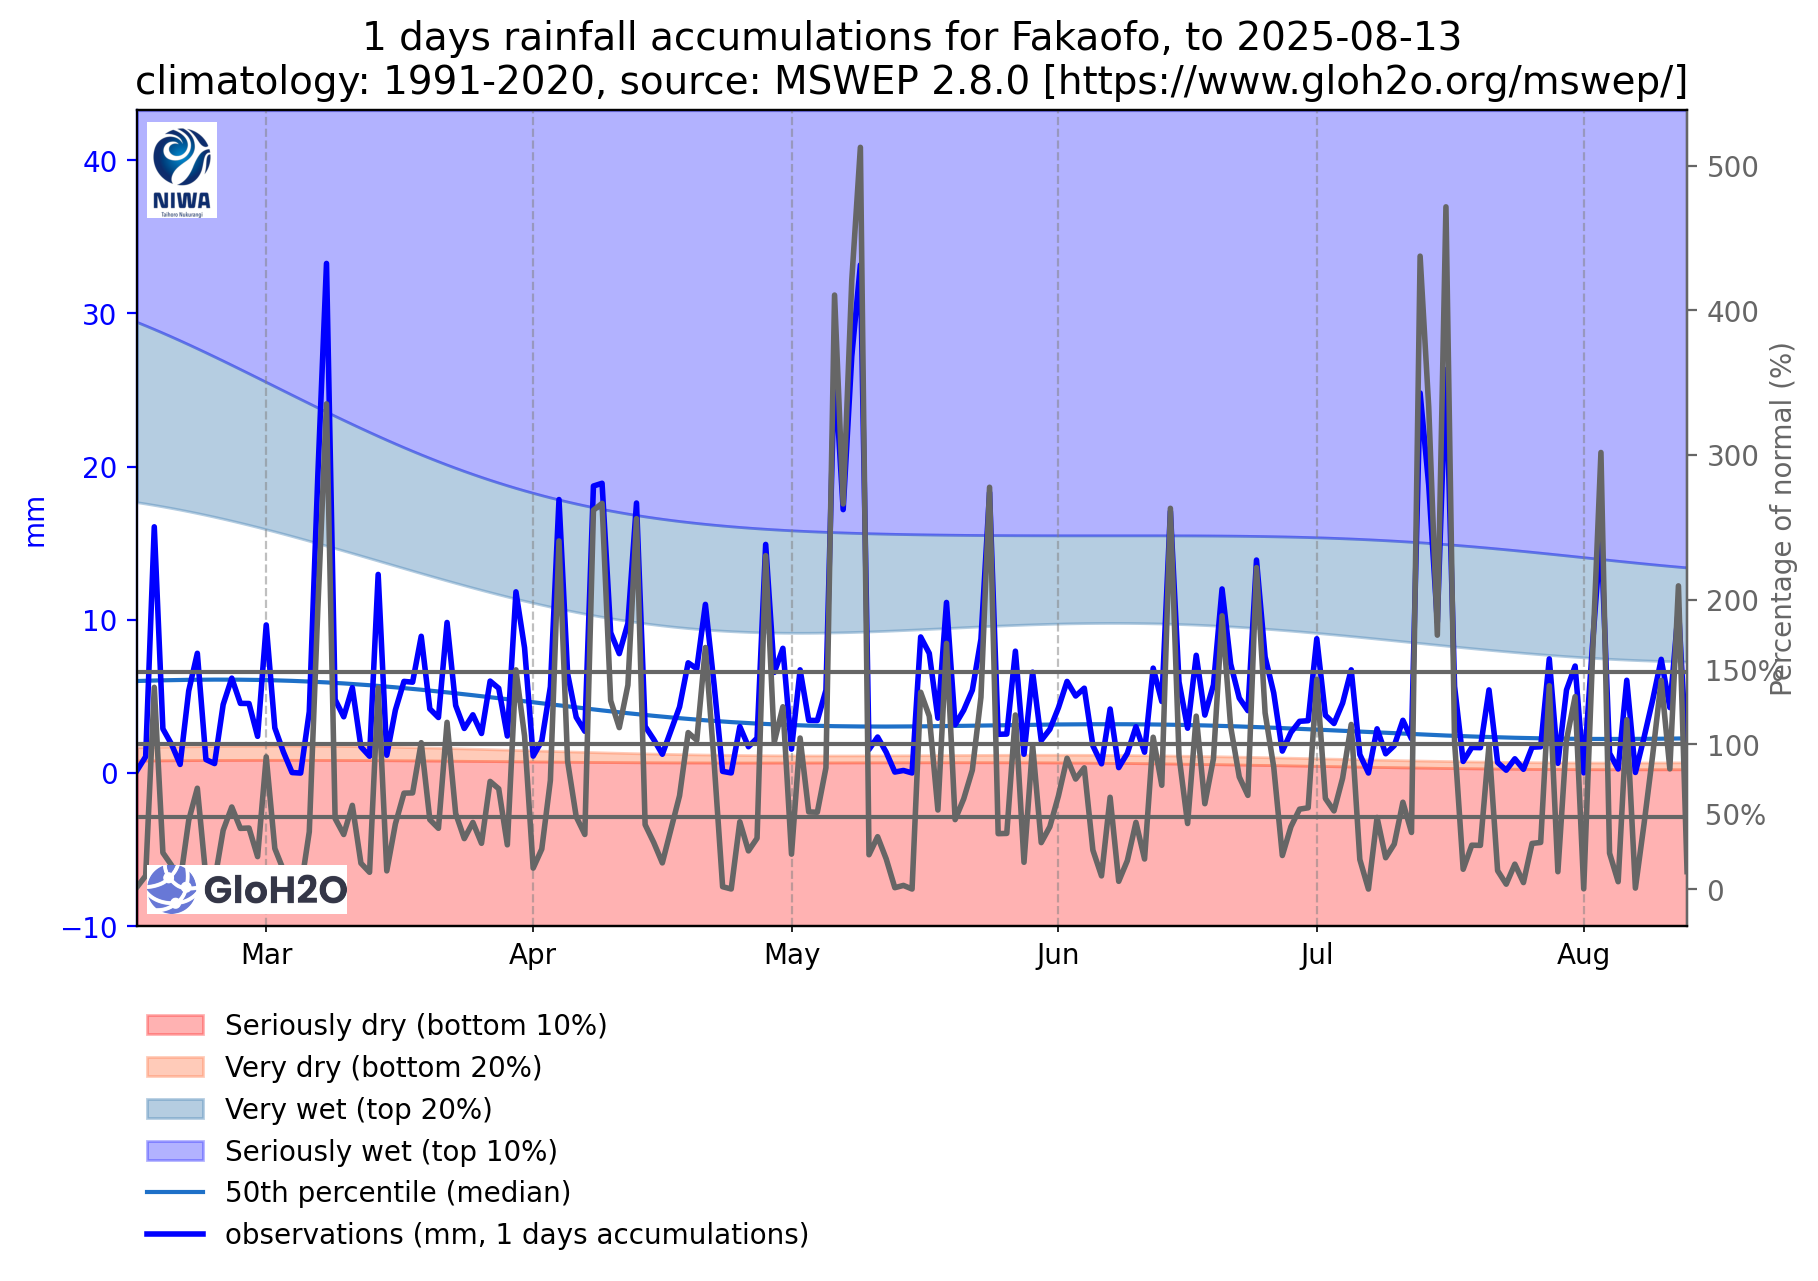 1 days rainfall accumulations for Fakaofo, to 2025-08-13
climatology: 1991-2020, source: MSWEP 2.8.0 [https://www.gloh2o.org/mswep/]
NIWA
Taihoro Nukurangi
40
30
20
10
0
−10
mm
500
400
300
200
150%
100
50%
0
Percentage of normal (%)
GloH2O
Mar
Apr
May
Jun
Jul
Aug
Seriously dry (bottom 10%)
Very dry (bottom 20%)
Very wet (top 20%)
Seriously wet (top 10%)
50th percentile (median)
observations (mm, 1 days accumulations)